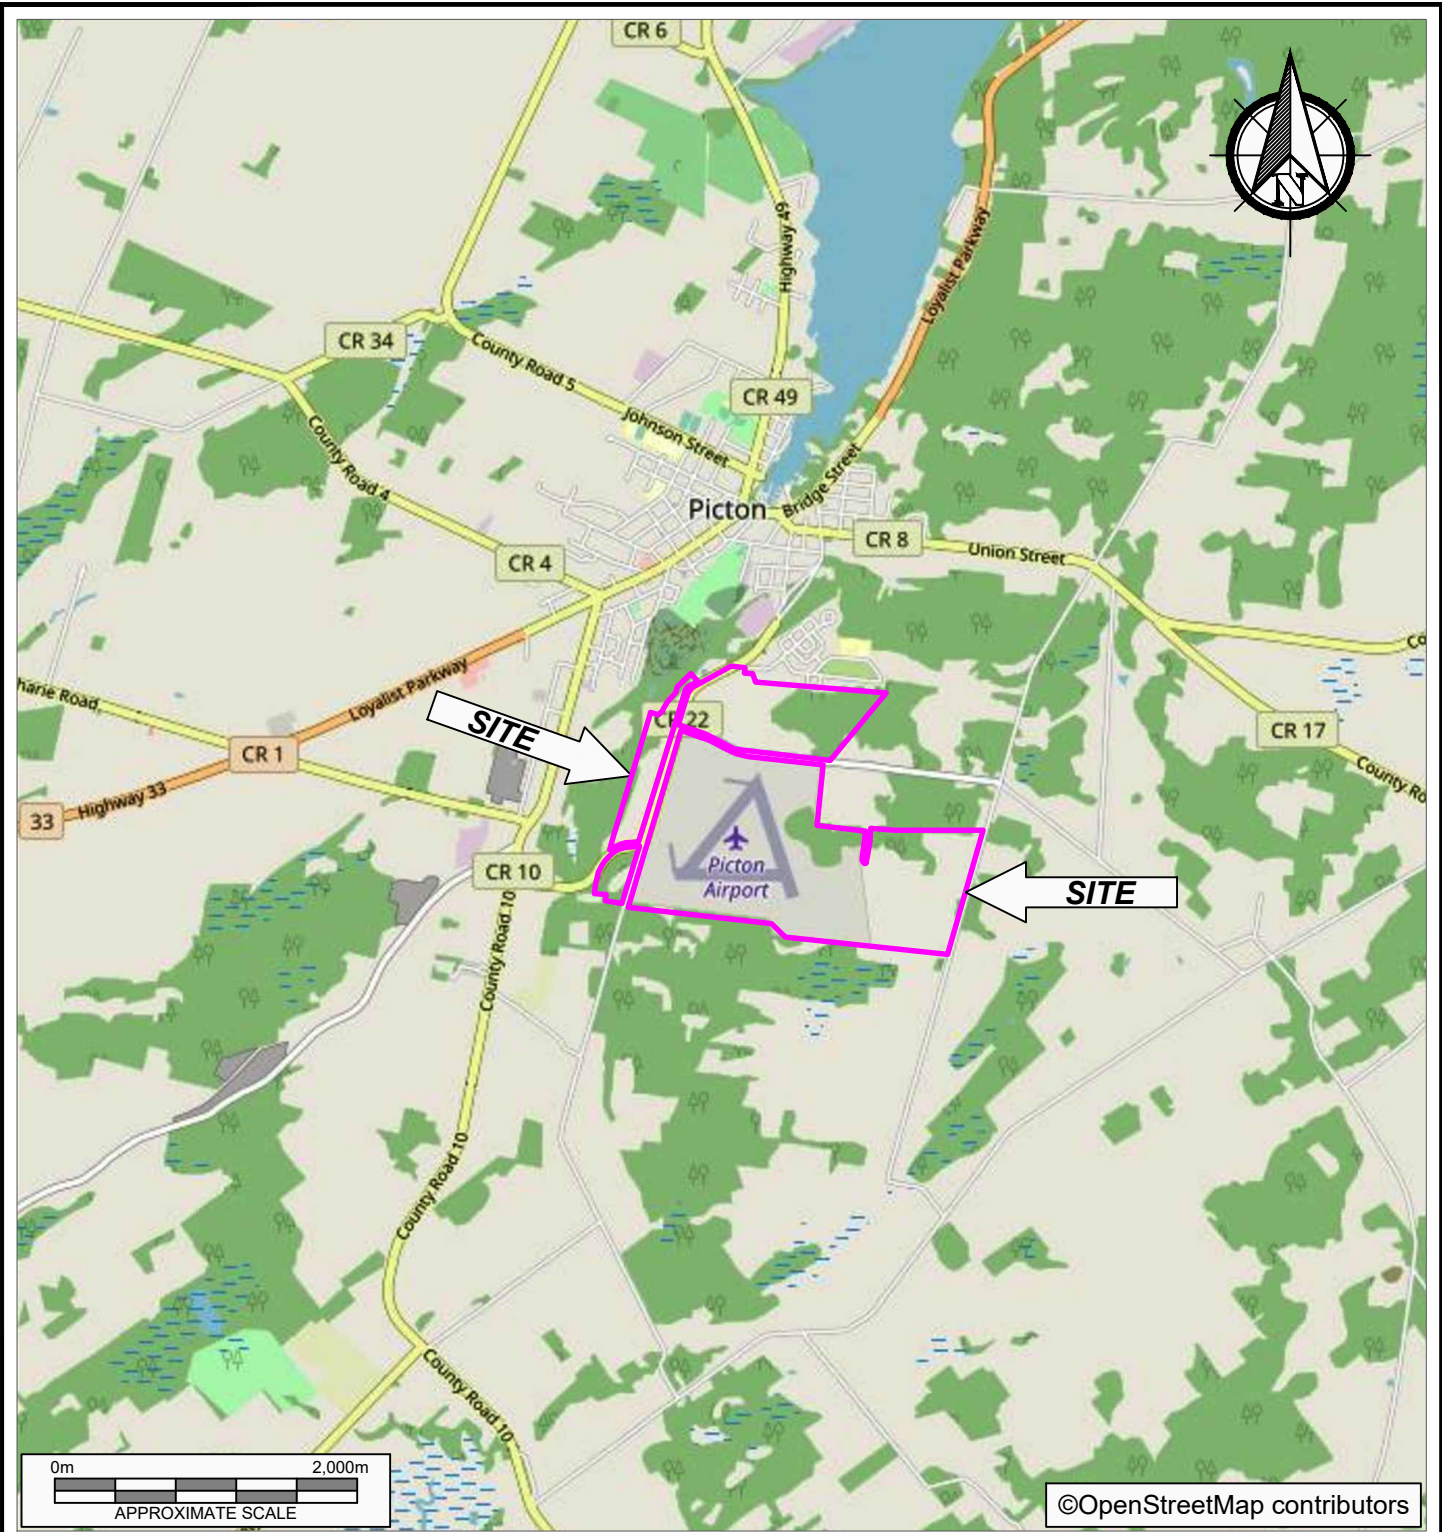 CR 6
N
Highway 49
Loyalist Parkway
CR 34
County Road 5
CR 49
Johnson Street
County Road 4
Bridge Street
Picton
CR 8
Union Street
CR 4
Co
Loyalist Parkway
harie Road
SITE
CR 22
CR 17
CR 1
County Ro
Highway 33
33
Picton
Airport
CR 10
SITE
County Road 10
County Road 10
County Road 10
0m
2,000m
APPROXIMATE SCALE
©OpenStreetMap contributors